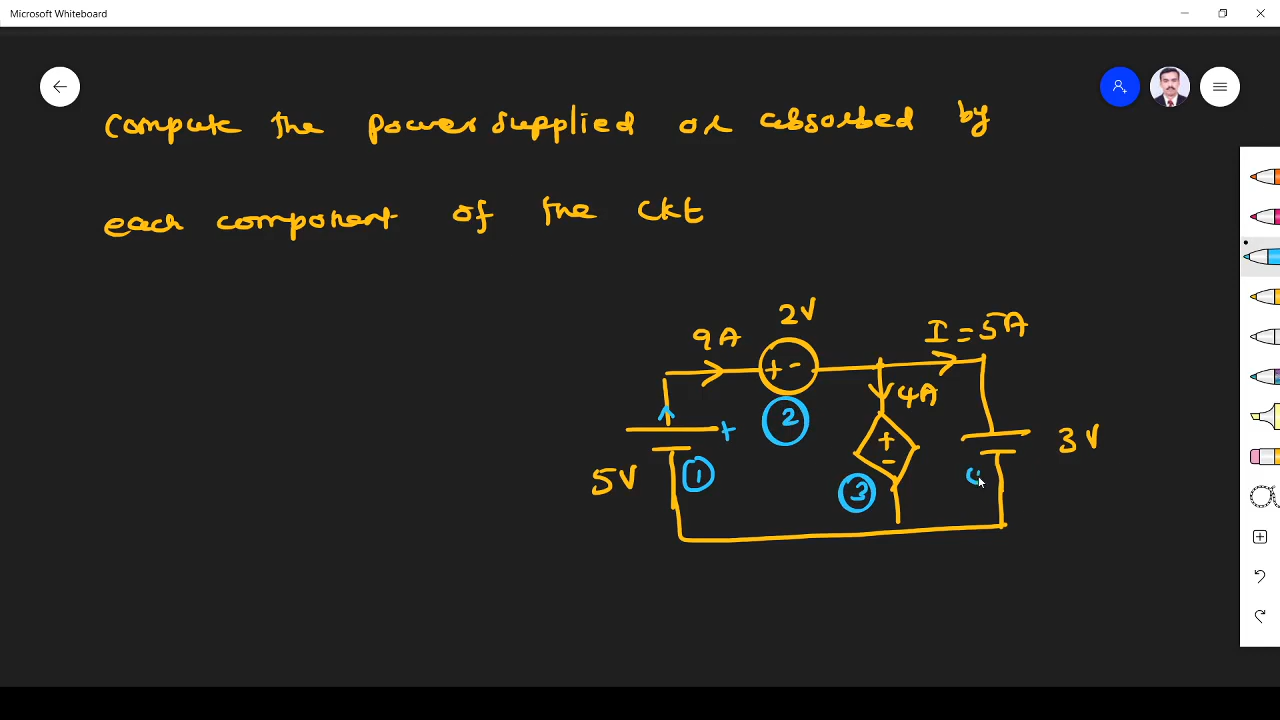 Microsoft Whiteboard
Compute the power supplied or absorbed by
each component of the ckt
2V
9A
I = 5A
+ -
4A
2
+
+
-
3V
5V
1
3